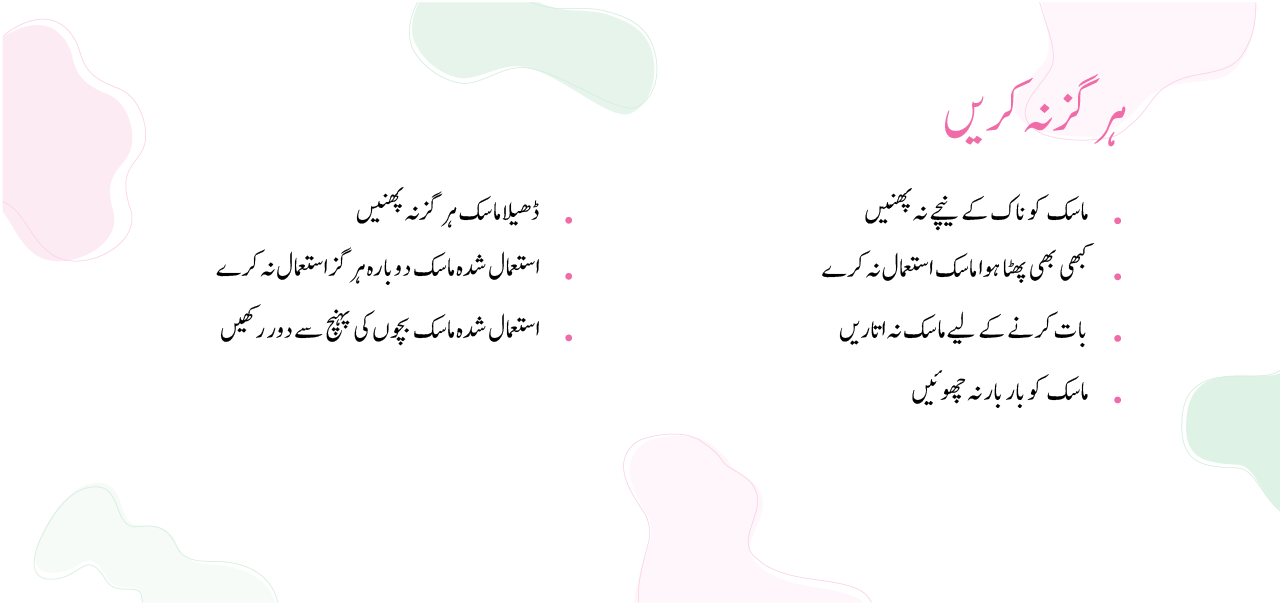 ہر گز نہ کریں
ماسک کو ناک کے نیچے نہ پھنیں
کبھی بھی پھٹا ہوا ماسک استعمال نہ کرے
بات کرنے کے لیے ماسک نہ اتاریں
ماسک کو بار بار نہ چھوئیں
ڈھیلا ماسک ہر گز نہ پھنیں
استعمال شدہ ماسک دوبارہ ہر گز استعمال نہ کرے
استعمال شدہ ماسک بچوں کی پہنچ سے دور رکھیں